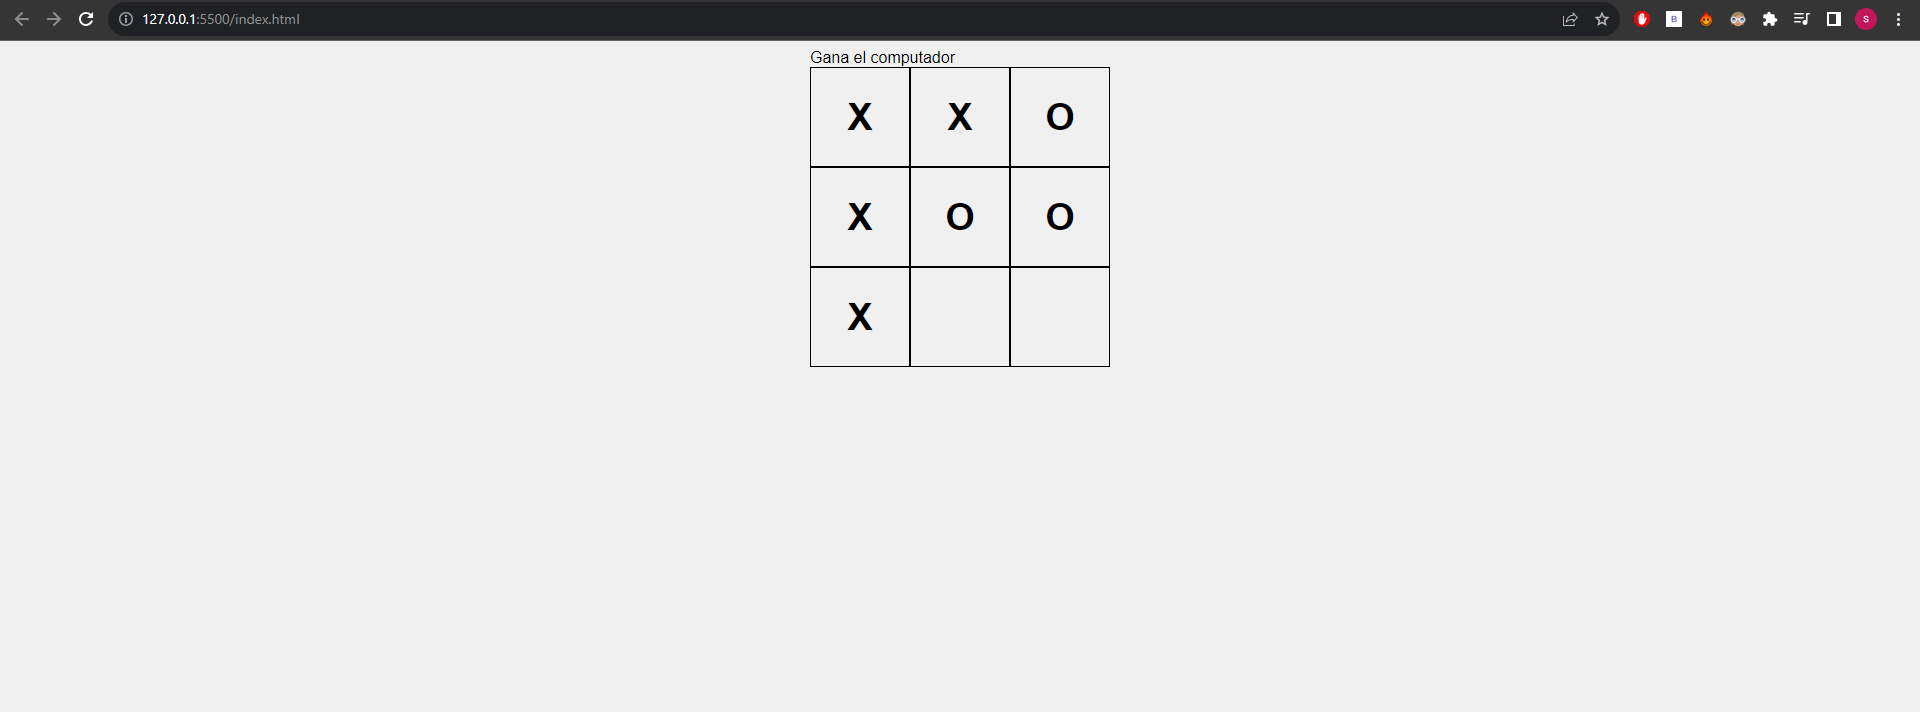 127.0.0.1:5500/index.html
B
S
Gana el computador
X X O
X O O
X